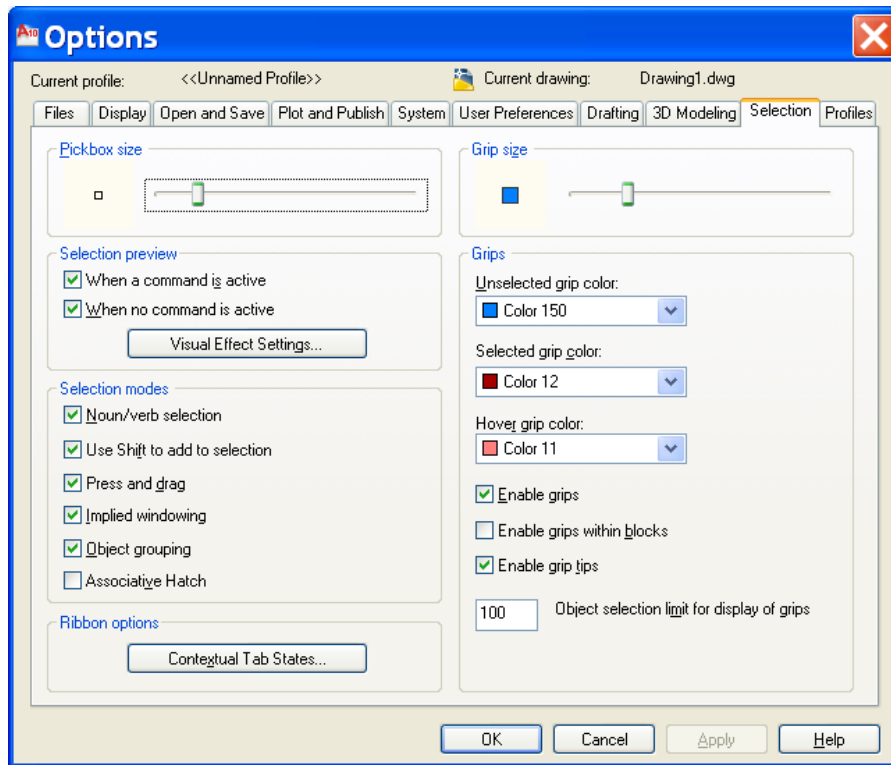 A10 Options
Current profile: <<Unnamed Profile>> Current drawing: Drawing1.dwg
Files Display Open and Save Plot and Publish System User Preferences Drafting 3D Modeling Selection Profiles
Pickbox size
Grip size
Selection preview
When a command is active
When no command is active
Visual Effect Settings...
Selection modes
Noun/verb selection
Use Shift to add to selection
Press and drag
Implied windowing
Object grouping
Associative Hatch
Ribbon options
Contextual Tab States...
Grips
Unselected grip color:
Color 150
Selected grip color:
Color 12
Hover grip color:
Color 11
Enable grips
Enable grips within blocks
Enable grip tips
100 Object selection limit for display of grips
OK Cancel Apply Help